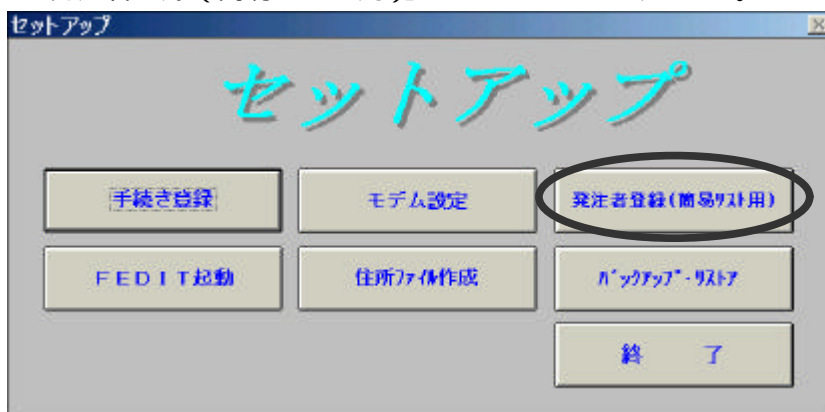 セットアップ
セットアップ
手続き登録 モデム設定 発注者登録(簡易ﾘｽﾄ用)
ＦＥＤＩＴ起動 住所ﾌｧｲﾙ作成 ﾊﾞｯｸｱｯﾌﾟ･ﾘｽﾄｱ
終 了